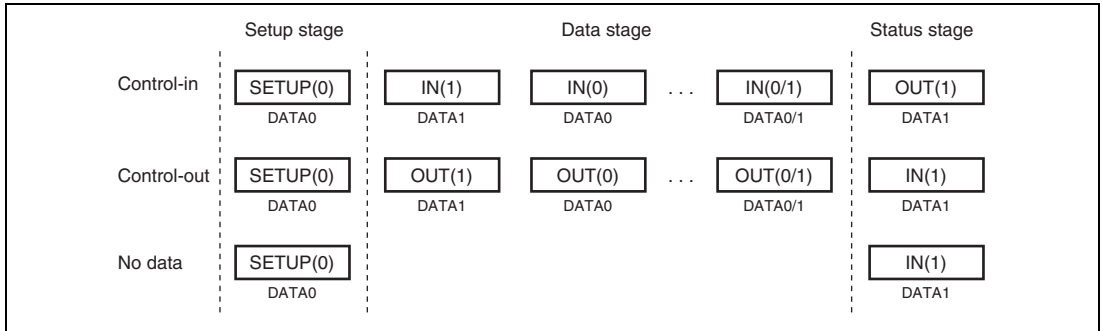 Setup stage Data stage Status stage
Control-in SETUP(0) IN(1) IN(0) . . . IN(0/1) OUT(1)
DATA0 DATA1 DATA0 DATA0/1 DATA1
Control-out SETUP(0) OUT(1) OUT(0) . . . OUT(0/1) IN(1)
DATA0 DATA1 DATA0 DATA0/1 DATA1
No data SETUP(0) IN(1)
DATA0 DATA1